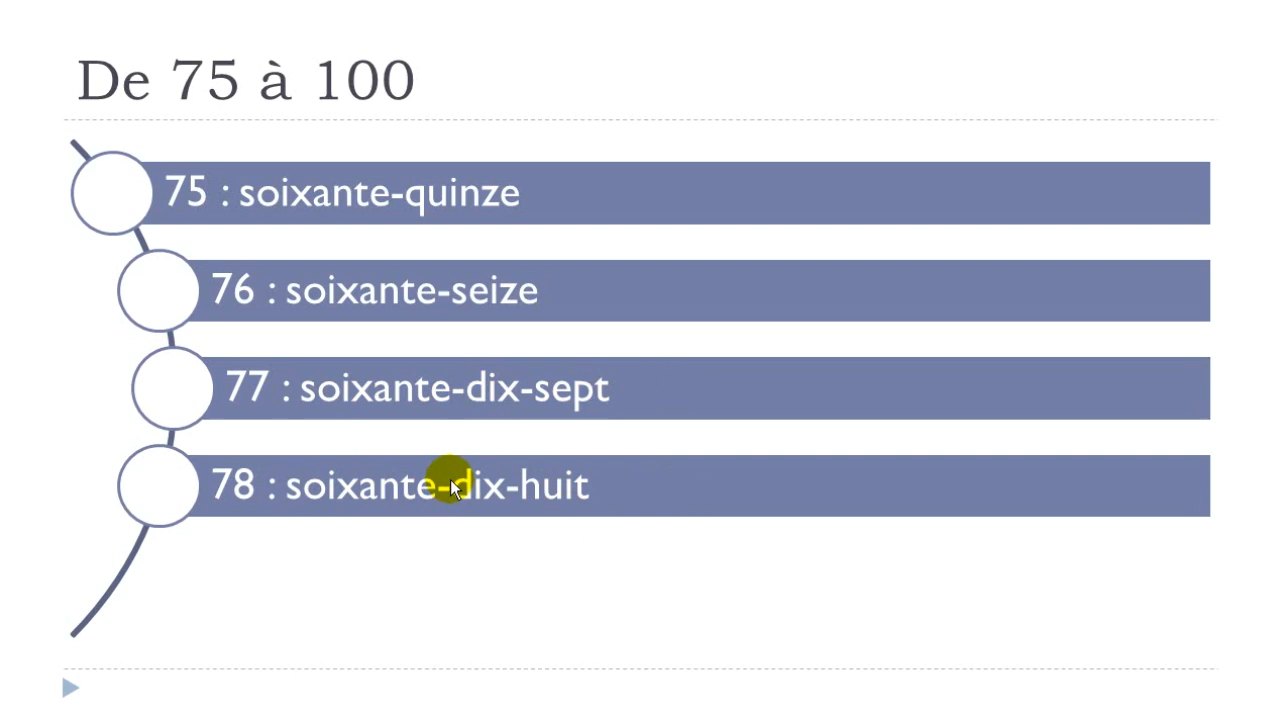 De 75 à 100
75 : soixante-quinze
76 : soixante-seize
77 : soixante-dix-sept
78 : soixante-dix-huit